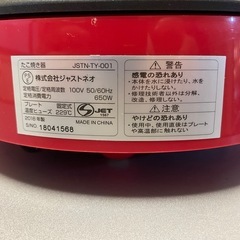 たこ焼き器 JSTN-TY-001
株式会社ジャストネオ
定格電圧/定格周波数 100V 50/60Hz
定格消費電力 650W
プレート 固定式
温度ヒューズ 229℃
2018年製 MADE IN CHINA
S/NO. 18041568
S JET
警告
感電の恐れあり
・本体を水に浸けたり、水をかけたりしない。
・修理技術者以外は分解、改造、修理をしない。
注意
やけどの恐れあり
・使用中、使用直後はプレートや高温部に触れない。